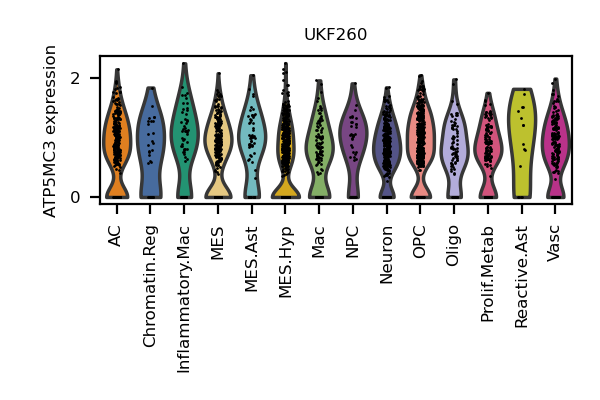 UKF260
ATP5MC3 expression
2
0
AC
Chromatin.Reg
Inflammatory.Mac
MES
MES.Ast
MES.Hyp
Mac
NPC
Neuron
OPC
Oligo
Prolif.Metab
Reactive.Ast
Vasc